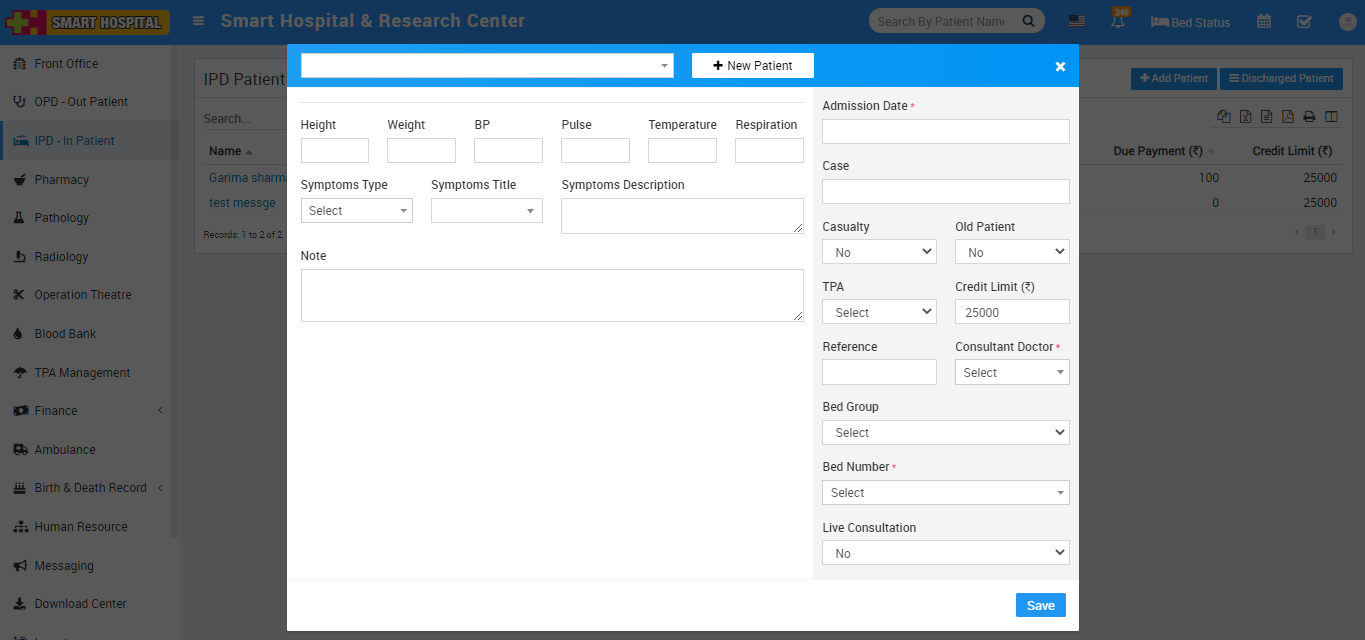 SMART HOSPITAL
Smart Hospital & Research Center
Search By Patient Name
245
Bed Status
Front Office
OPD - Out Patient
IPD - In Patient
Pharmacy
Pathology
Radiology
Operation Theatre
Blood Bank
TPA Management
Finance
Ambulance
Birth & Death Record
Human Resource
Messaging
Download Center
IPD Patient
+ Add Patient
Discharged Patient
Search...
Name
Due Payment (₹)
Credit Limit (₹)
Garima sharma
100
25000
test messge
0
25000
Records: 1 to 2 of 2
‹ 1 ›
+ New Patient
×
Height Weight BP Pulse Temperature Respiration
Symptoms Type Symptoms Title Symptoms Description
Select
Note
Admission Date *
Case
Casualty Old Patient
No No
TPA Credit Limit (₹)
Select 25000
Reference Consultant Doctor *
Select
Bed Group
Select
Bed Number *
Select
Live Consultation
No
Save